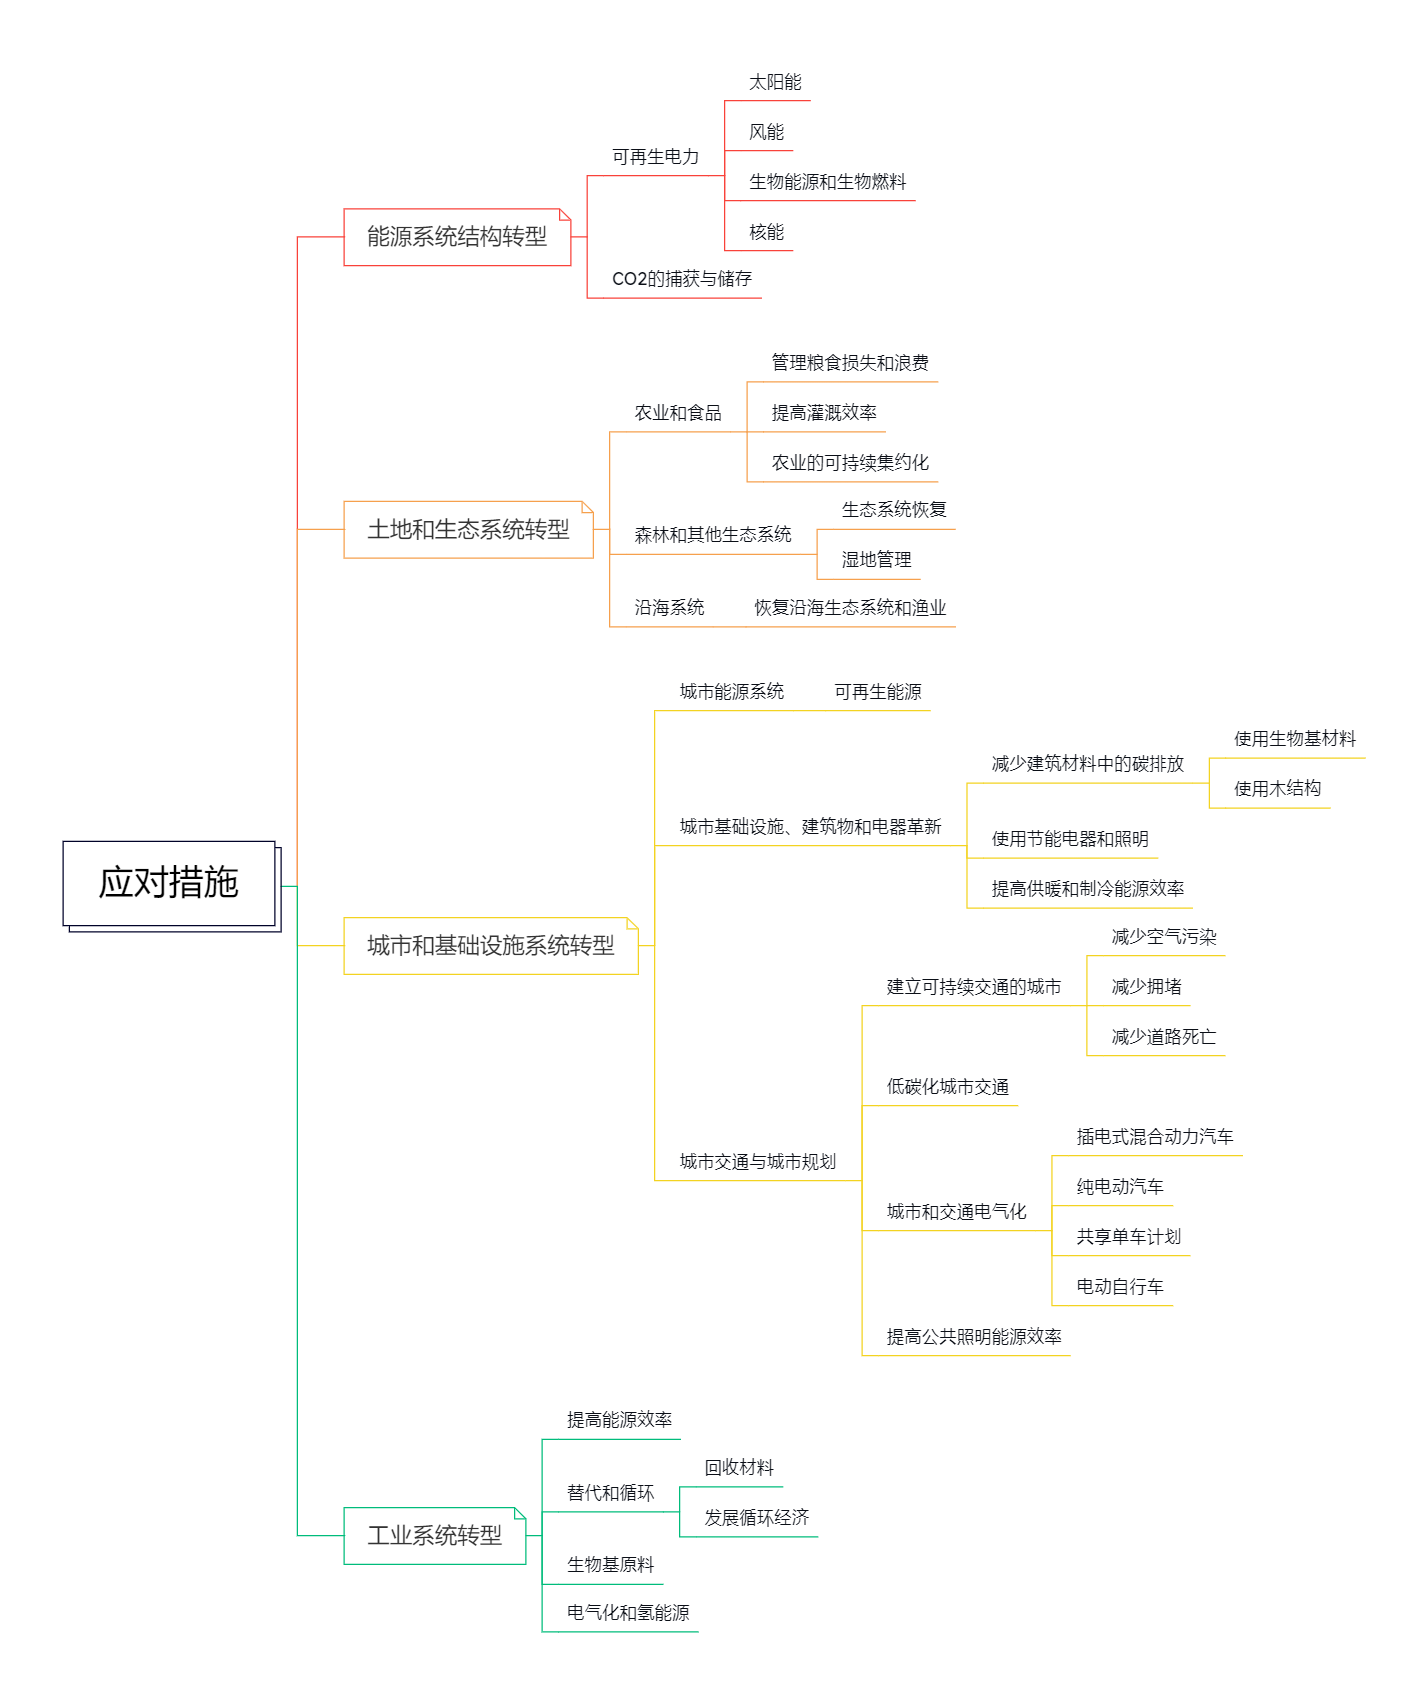 应对措施
能源系统结构转型
可再生电力
太阳能
风能
生物能源和生物燃料
核能
CO2的捕获与储存
土地和生态系统转型
农业和食品
管理粮食损失和浪费
提高灌溉效率
农业的可持续集约化
森林和其他生态系统
生态系统恢复
湿地管理
沿海系统
恢复沿海生态系统和渔业
城市和基础设施系统转型
城市能源系统
可再生能源
城市基础设施、建筑物和电器革新
减少建筑材料中的碳排放
使用生物基材料
使用木结构
使用节能电器和照明
提高供暖和制冷能源效率
城市交通与城市规划
建立可持续交通的城市
减少空气污染
减少拥堵
减少道路死亡
低碳化城市交通
城市和交通电气化
插电式混合动力汽车
纯电动汽车
共享单车计划
电动自行车
提高公共照明能源效率
工业系统转型
提高能源效率
替代和循环
回收材料
发展循环经济
生物基原料
电气化和氢能源